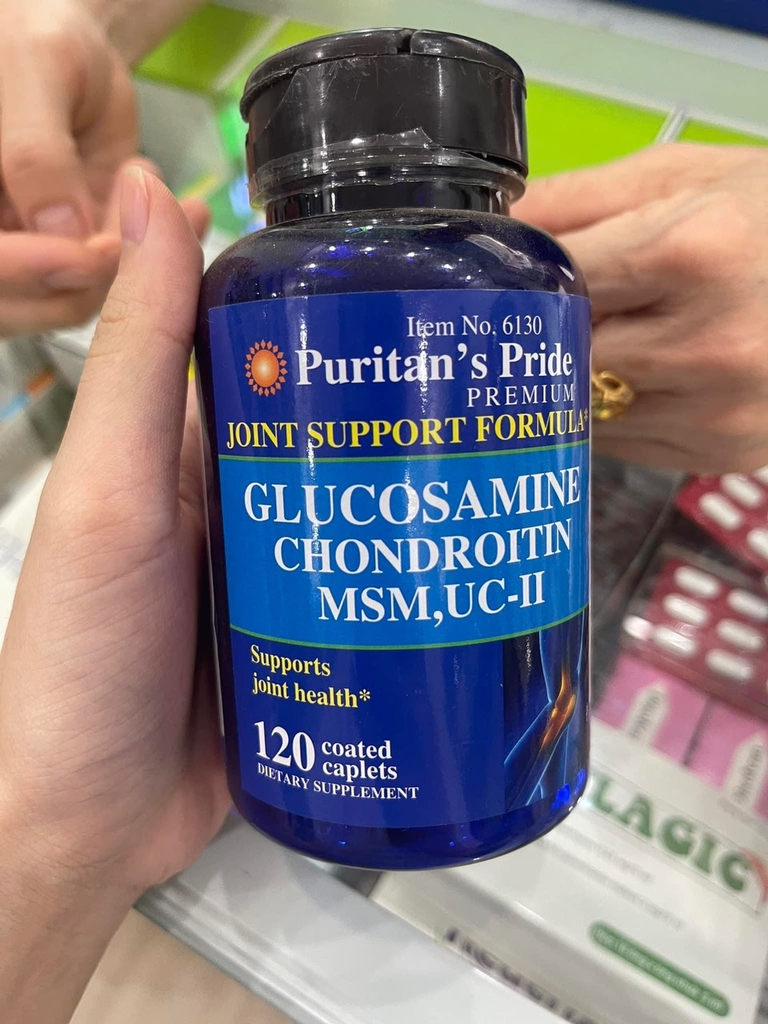 Item No. 6130
Puritan's Pride
PREMIUM
JOINT SUPPORT FORMULA*
GLUCOSAMINE
CHONDROITIN
MSM, UC-II
Supports
joint health*
120 coated
caplets
DIETARY SUPPLEMENT
LAGIC